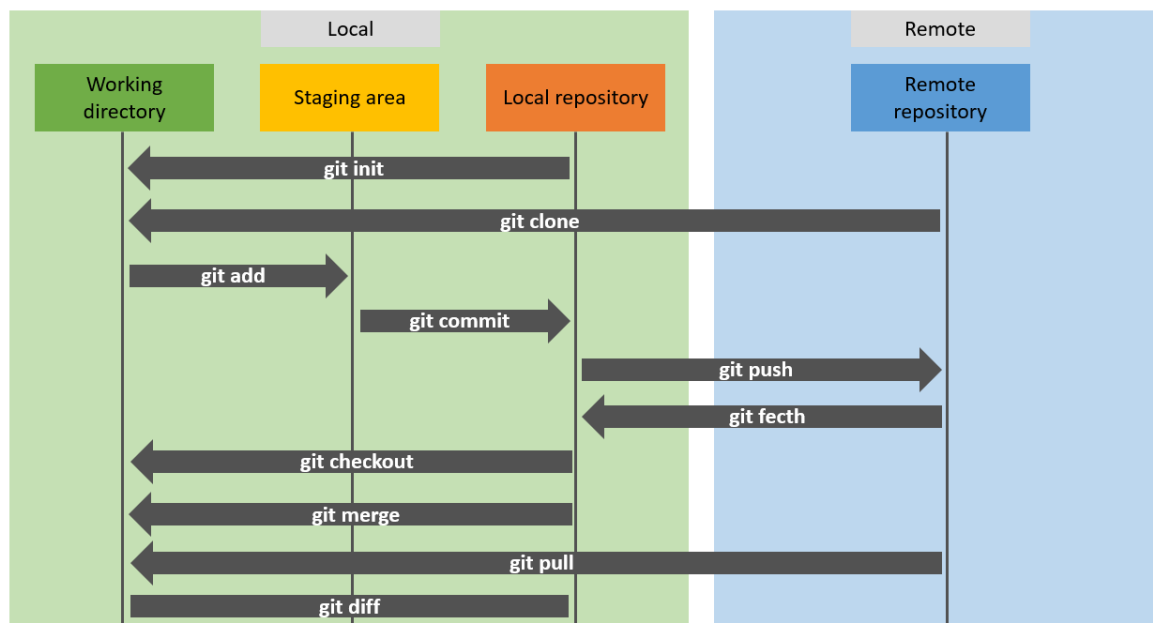 Local
Remote
Working
directory
Staging area
Local repository
Remote
repository
git init
git clone
git add
git commit
git push
git fecth
git checkout
git merge
git pull
git diff